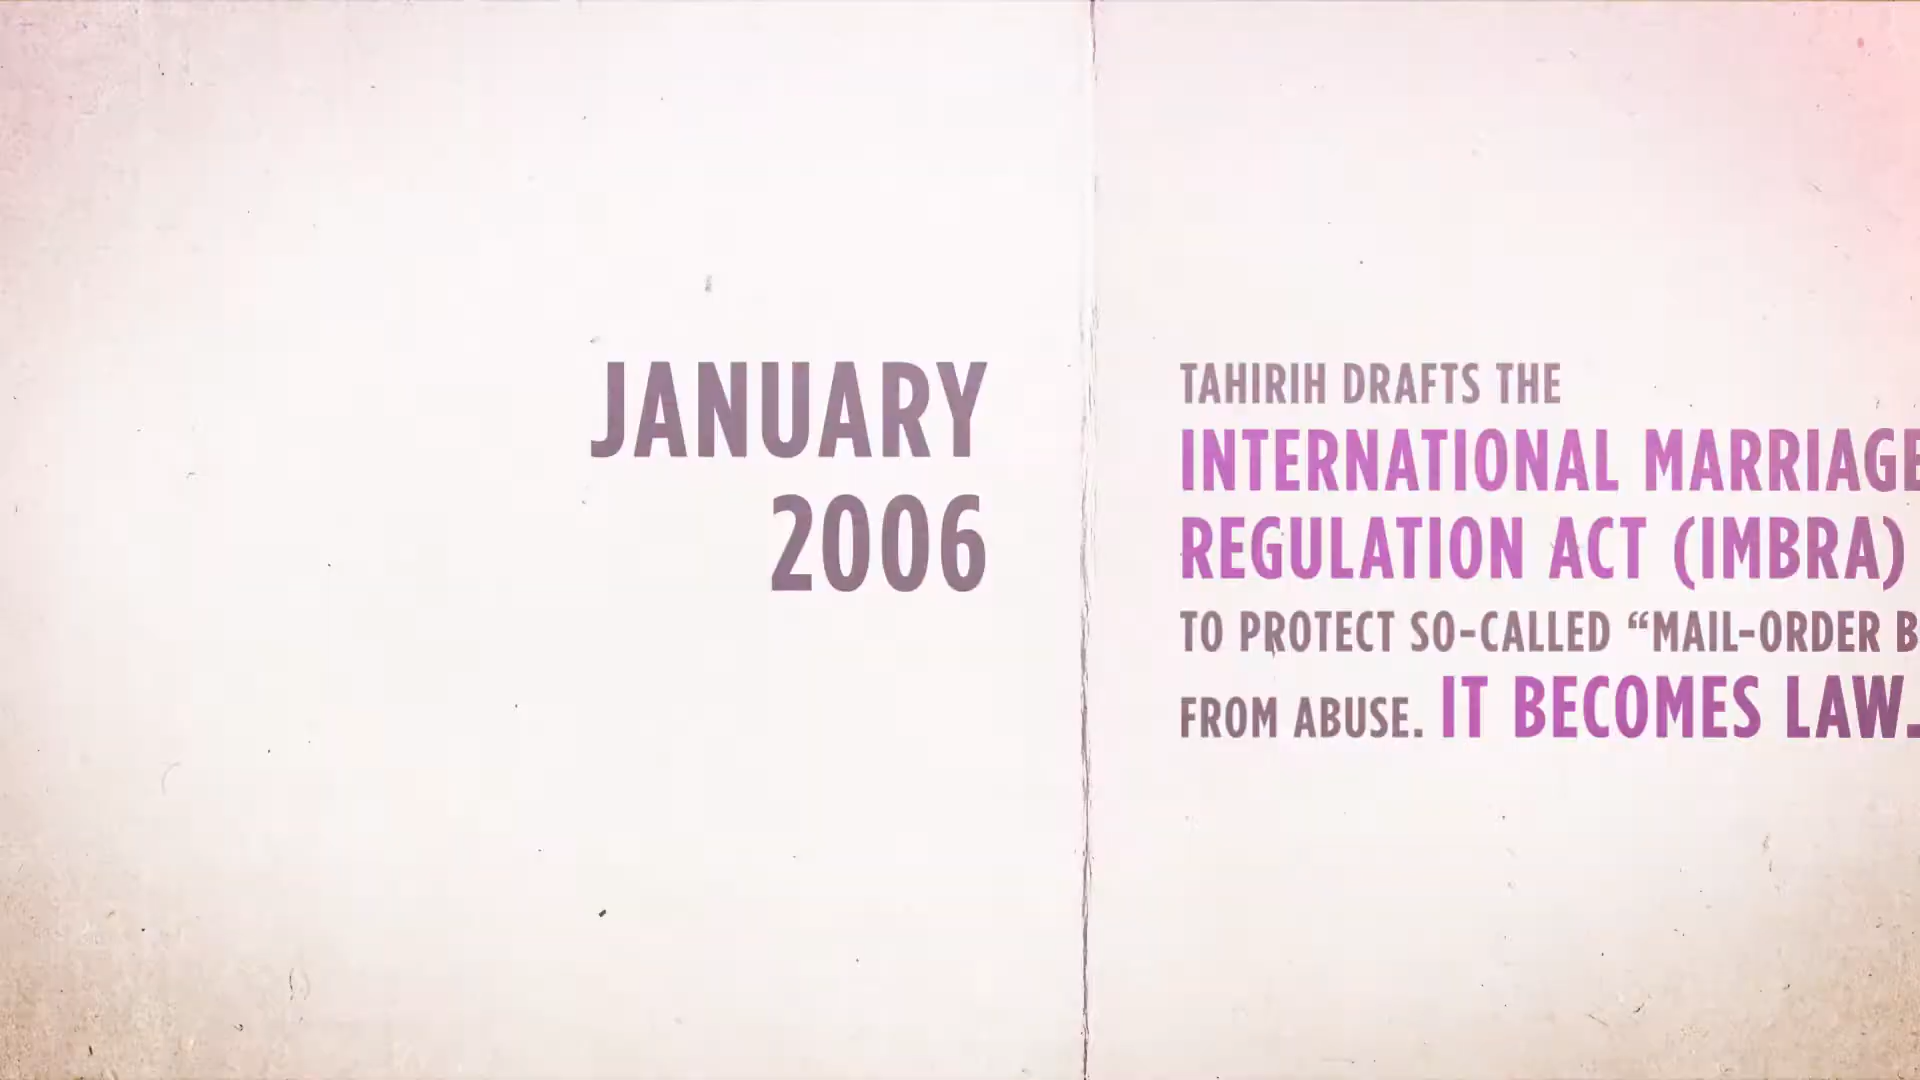 JANUARY
2006
TAHIRIH DRAFTS THE
INTERNATIONAL MARRIAGE
REGULATION ACT (IMBRA)
TO PROTECT SO-CALLED “MAIL-ORDER
FROM ABUSE. IT BECOMES LAW.